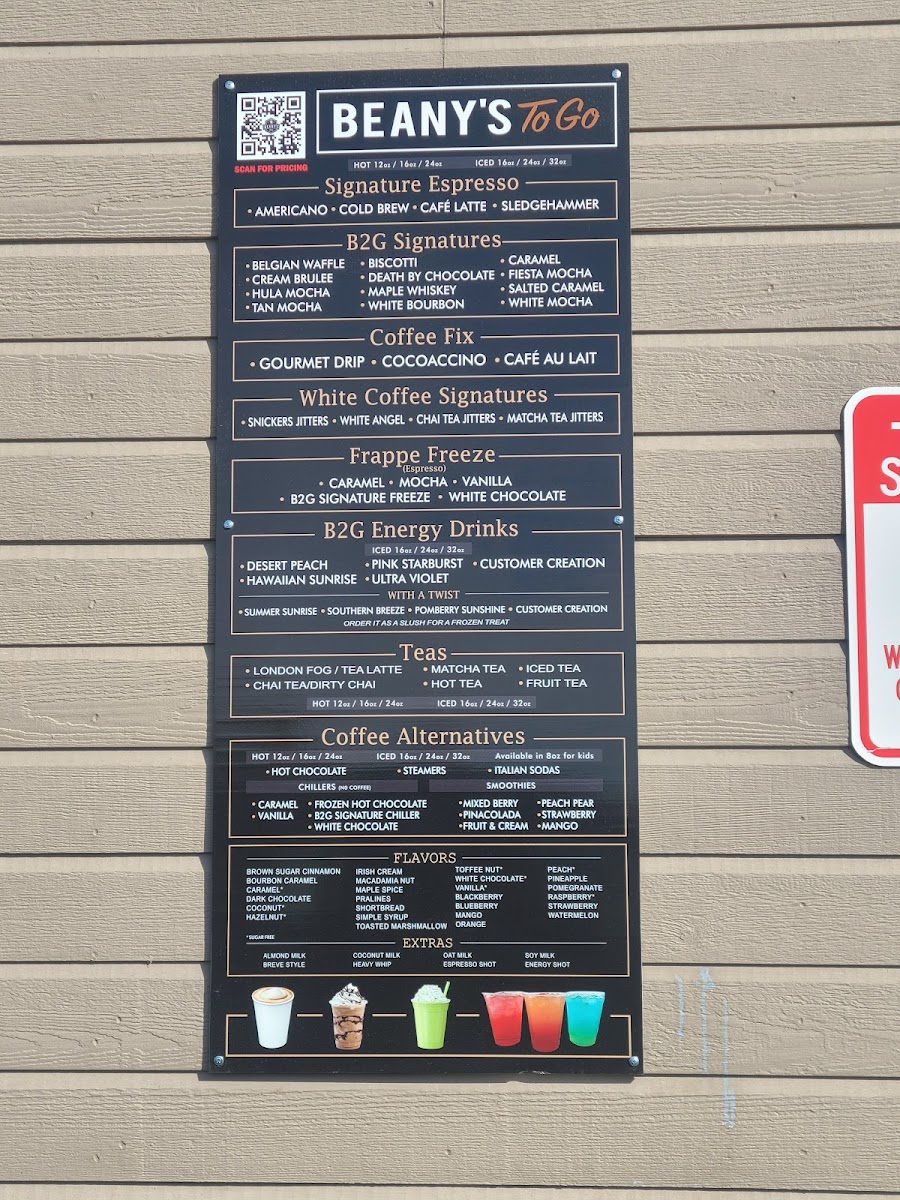 BEANY'S To Go
SCAN FOR PRICING
HOT 12oz / 16oz / 24oz ICED 16oz / 24oz / 32oz
Signature Espresso
• AMERICANO • COLD BREW • CAFÉ LATTE • SLEDGEHAMMER
B2G Signatures
• BELGIAN WAFFLE • BISCOTTI • CARAMEL
• CREAM BRULEE • DEATH BY CHOCOLATE • FIESTA MOCHA
• HULA MOCHA • MAPLE WHISKEY • SALTED CARAMEL
• TAN MOCHA • WHITE BOURBON • WHITE MOCHA
Coffee Fix
• GOURMET DRIP • COCOACCINO • CAFÉ AU LAIT
White Coffee Signatures
• SNICKERS JITTERS • WHITE ANGEL • CHAI TEA JITTERS • MATCHA TEA JITTERS
Frappe Freeze
(Espresso)
• CARAMEL • MOCHA • VANILLA
• B2G SIGNATURE FREEZE • WHITE CHOCOLATE
B2G Energy Drinks
ICED 16oz / 24oz / 32oz
• DESERT PEACH • PINK STARBURST • CUSTOMER CREATION
• HAWAIIAN SUNRISE • ULTRA VIOLET
WITH A TWIST
• SUMMER SUNRISE • SOUTHERN BREEZE • POMBERRY SUNSHINE • CUSTOMER CREATION
ORDER IT AS A SLUSH FOR A FROZEN TREAT
Teas
• LONDON FOG / TEA LATTE • MATCHA TEA • ICED TEA
• CHAI TEA/DIRTY CHAI • HOT TEA • FRUIT TEA
HOT 12oz / 16oz / 24oz ICED 16oz / 24oz / 32oz
Coffee Alternatives
HOT 12oz / 16oz / 24oz ICED 16oz / 24oz / 32oz Available in 8oz for kids
• HOT CHOCOLATE • STEAMERS • ITALIAN SODAS
CHILLERS (NO COFFEE) SMOOTHIES
• CARAMEL • FROZEN HOT CHOCOLATE • MIXED BERRY • PEACH PEAR
• VANILLA • B2G SIGNATURE CHILLER • PINACOLADA • STRAWBERRY
• WHITE CHOCOLATE • FRUIT & CREAM • MANGO
FLAVORS
BROWN SUGAR CINNAMON IRISH CREAM TOFFEE NUT* PEACH*
BOURBON CARAMEL MACADAMIA NUT WHITE CHOCOLATE* PINEAPPLE
CARAMEL* MAPLE SPICE VANILLA* POMEGRANATE
DARK CHOCOLATE PRALINES BLACKBERRY RASPBERRY*
COCONUT* SHORTBREAD BLUEBERRY STRAWBERRY
HAZELNUT* SIMPLE SYRUP MANGO WATERMELON
TOASTED MARSHMALLOW ORANGE
* SUGAR FREE
EXTRAS
ALMOND MILK COCONUT MILK OAT MILK SOY MILK
BREVE STYLE HEAVY WHIP ESPRESSO SHOT ENERGY SHOT